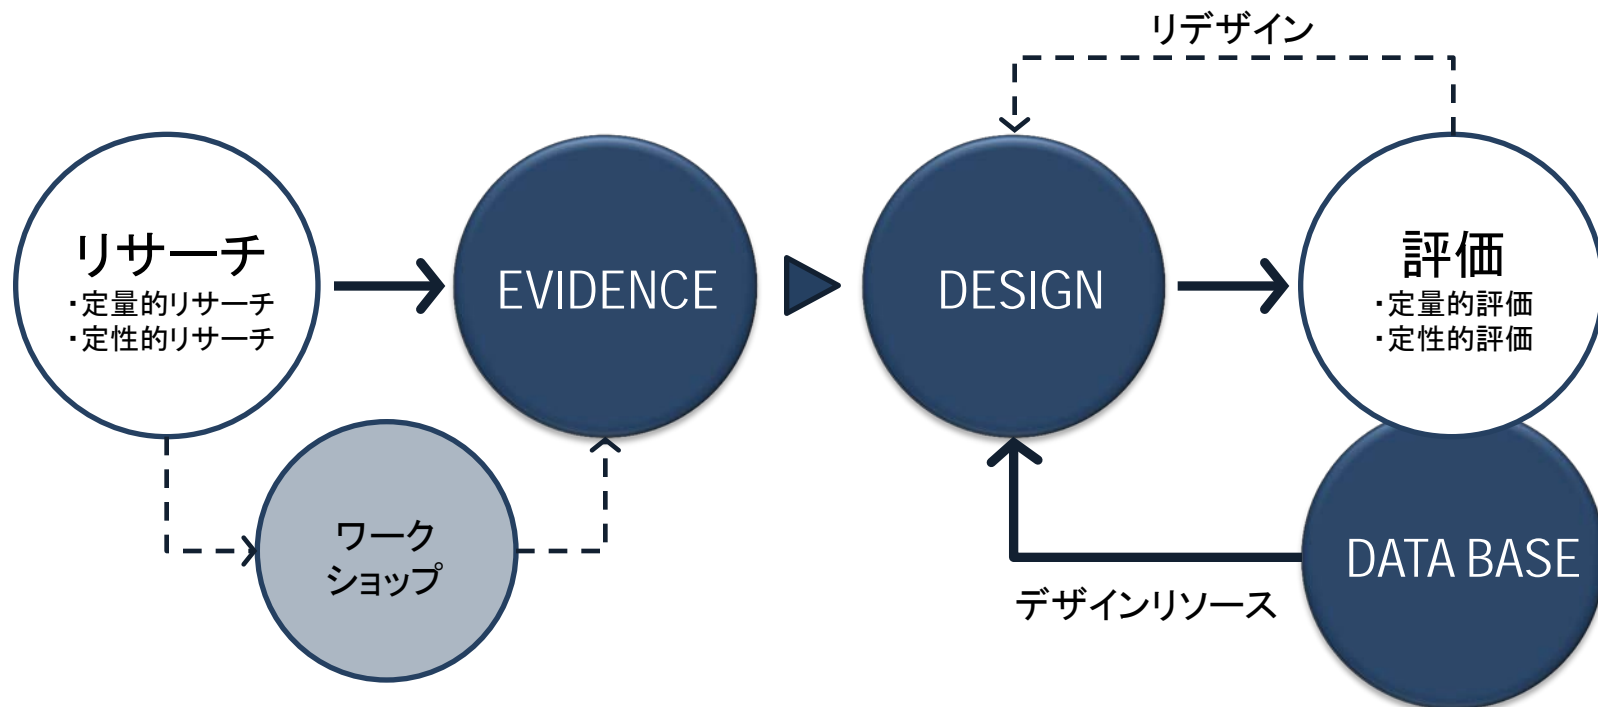 リデザイン
リサーチ
・定量的リサーチ
・定性的リサーチ
EVIDENCE
DESIGN
評価
・定量的評価
・定性的評価
ワーク
ショップ
DATA BASE
デザインリソース